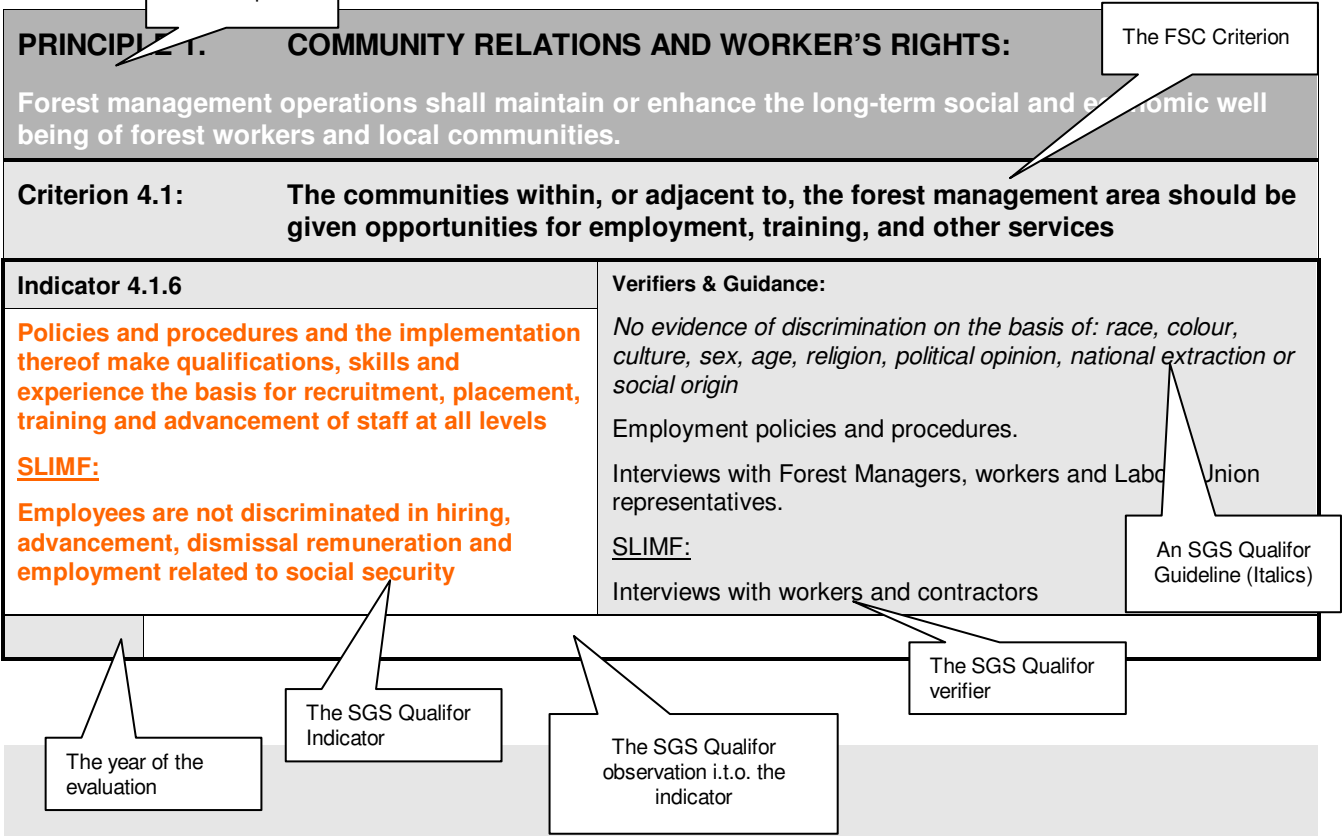 PRINCIPLE 1. COMMUNITY RELATIONS AND WORKER'S RIGHTS:
The FSC Criterion
Forest management operations shall maintain or enhance the long-term social and economic well
being of forest workers and local communities.
Criterion 4.1: The communities within, or adjacent to, the forest management area should be
given opportunities for employment, training, and other services
Indicator 4.1.6
Policies and procedures and the implementation
thereof make qualifications, skills and
experience the basis for recruitment, placement,
training and advancement of staff at all levels
SLIMF:
Employees are not discriminated in hiring,
advancement, dismissal remuneration and
employment related to social security
Verifiers & Guidance:
No evidence of discrimination on the basis of: race, colour,
culture, sex, age, religion, political opinion, national extraction or
social origin
Employment policies and procedures.
Interviews with Forest Managers, workers and Labour Union
representatives.
SLIMF:
Interviews with workers and contractors
An SGS Qualifor
Guideline (Italics)
The SGS Qualifor
verifier
The SGS Qualifor
Indicator
The SGS Qualifor
observation i.t.o. the
indicator
The year of the
evaluation